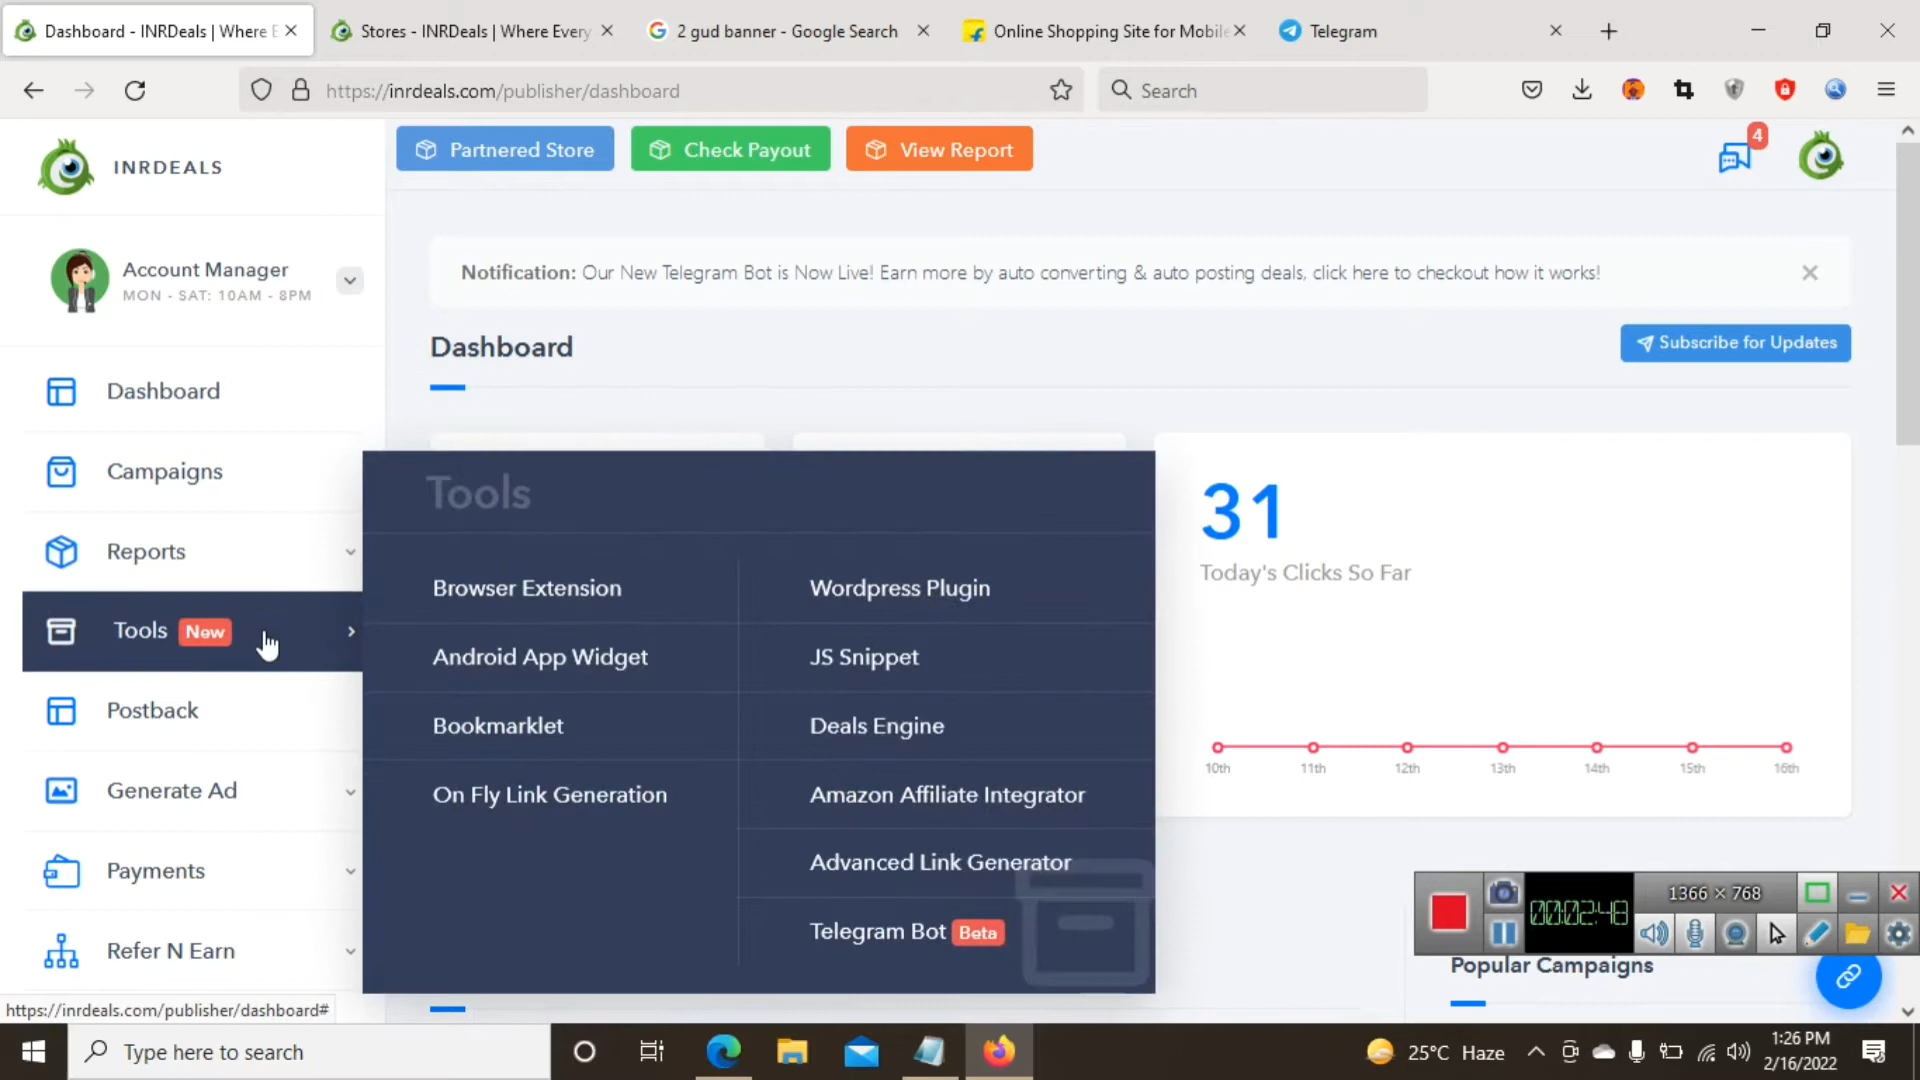 Dashboard - INRDeals | Where E
Stores - INRDeals | Where Every
2 gud banner - Google Search
Online Shopping Site for Mobile
Telegram
https://inrdeals.com/publisher/dashboard
Search
INRDEALS
Partnered Store
Check Payout
View Report
4
Account Manager
MON - SAT: 10AM - 8PM
Notification: Our New Telegram Bot is Now Live! Earn more by auto converting & auto posting deals, click here to checkout how it works!
Dashboard
Subscribe for Updates
Dashboard
Campaigns
Reports
Tools New
Postback
Generate Ad
Payments
Refer N Earn
Tools
Browser Extension
Android App Widget
Bookmarklet
On Fly Link Generation
Wordpress Plugin
JS Snippet
Deals Engine
Amazon Affiliate Integrator
Advanced Link Generator
Telegram Bot Beta
31
Today's Clicks So Far
10th 11th 12th 13th 14th 15th 16th
1366 × 768
00:02:48
Popular Campaigns
https://inrdeals.com/publisher/dashboard#
Type here to search
25°C Haze
1:26 PM
2/16/2022